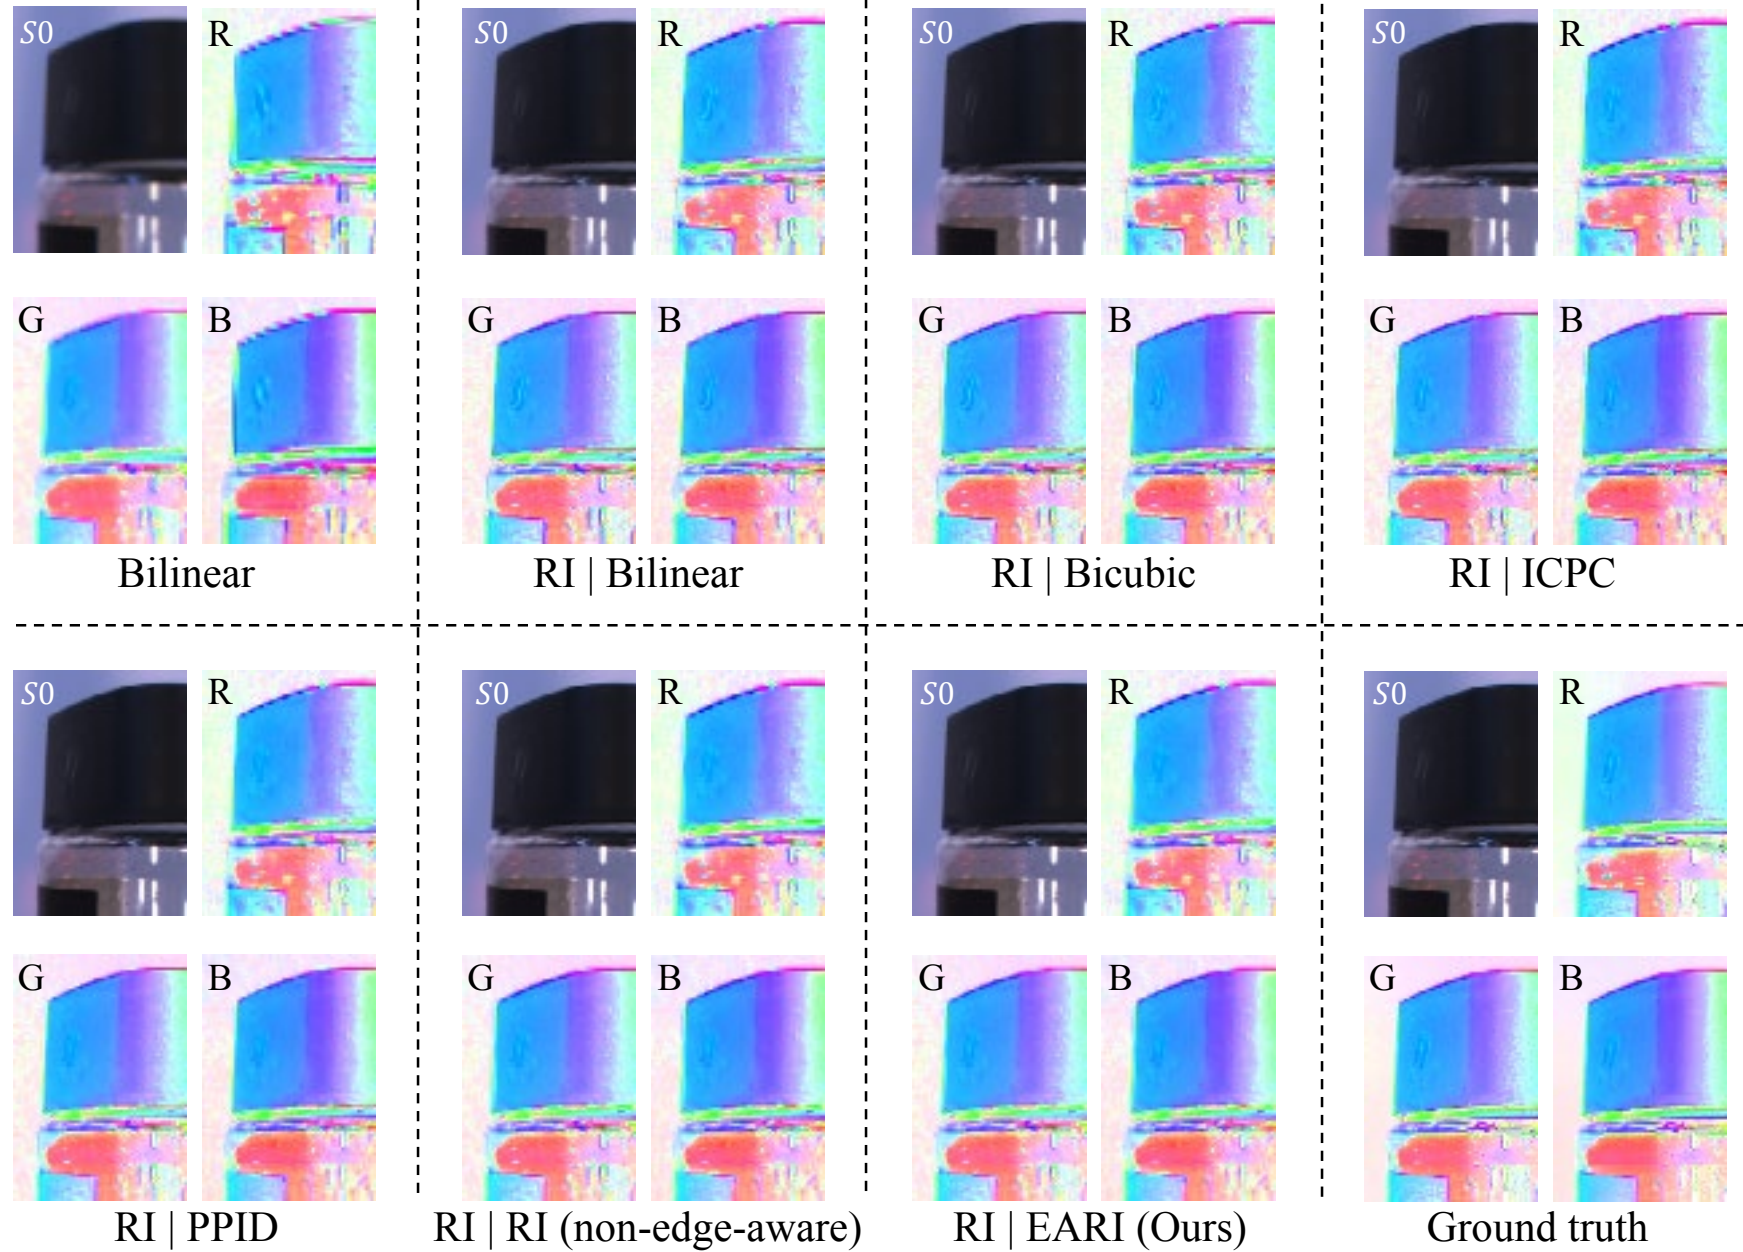 S0 R S0 R S0 R S0 R
G B G B G B G B
Bilinear RI | Bilinear RI | Bicubic RI | ICPC
S0 R S0 R S0 R S0 R
G B G B G B G B
RI | PPID RI | RI (non-edge-aware) RI | EARI (Ours) Ground truth